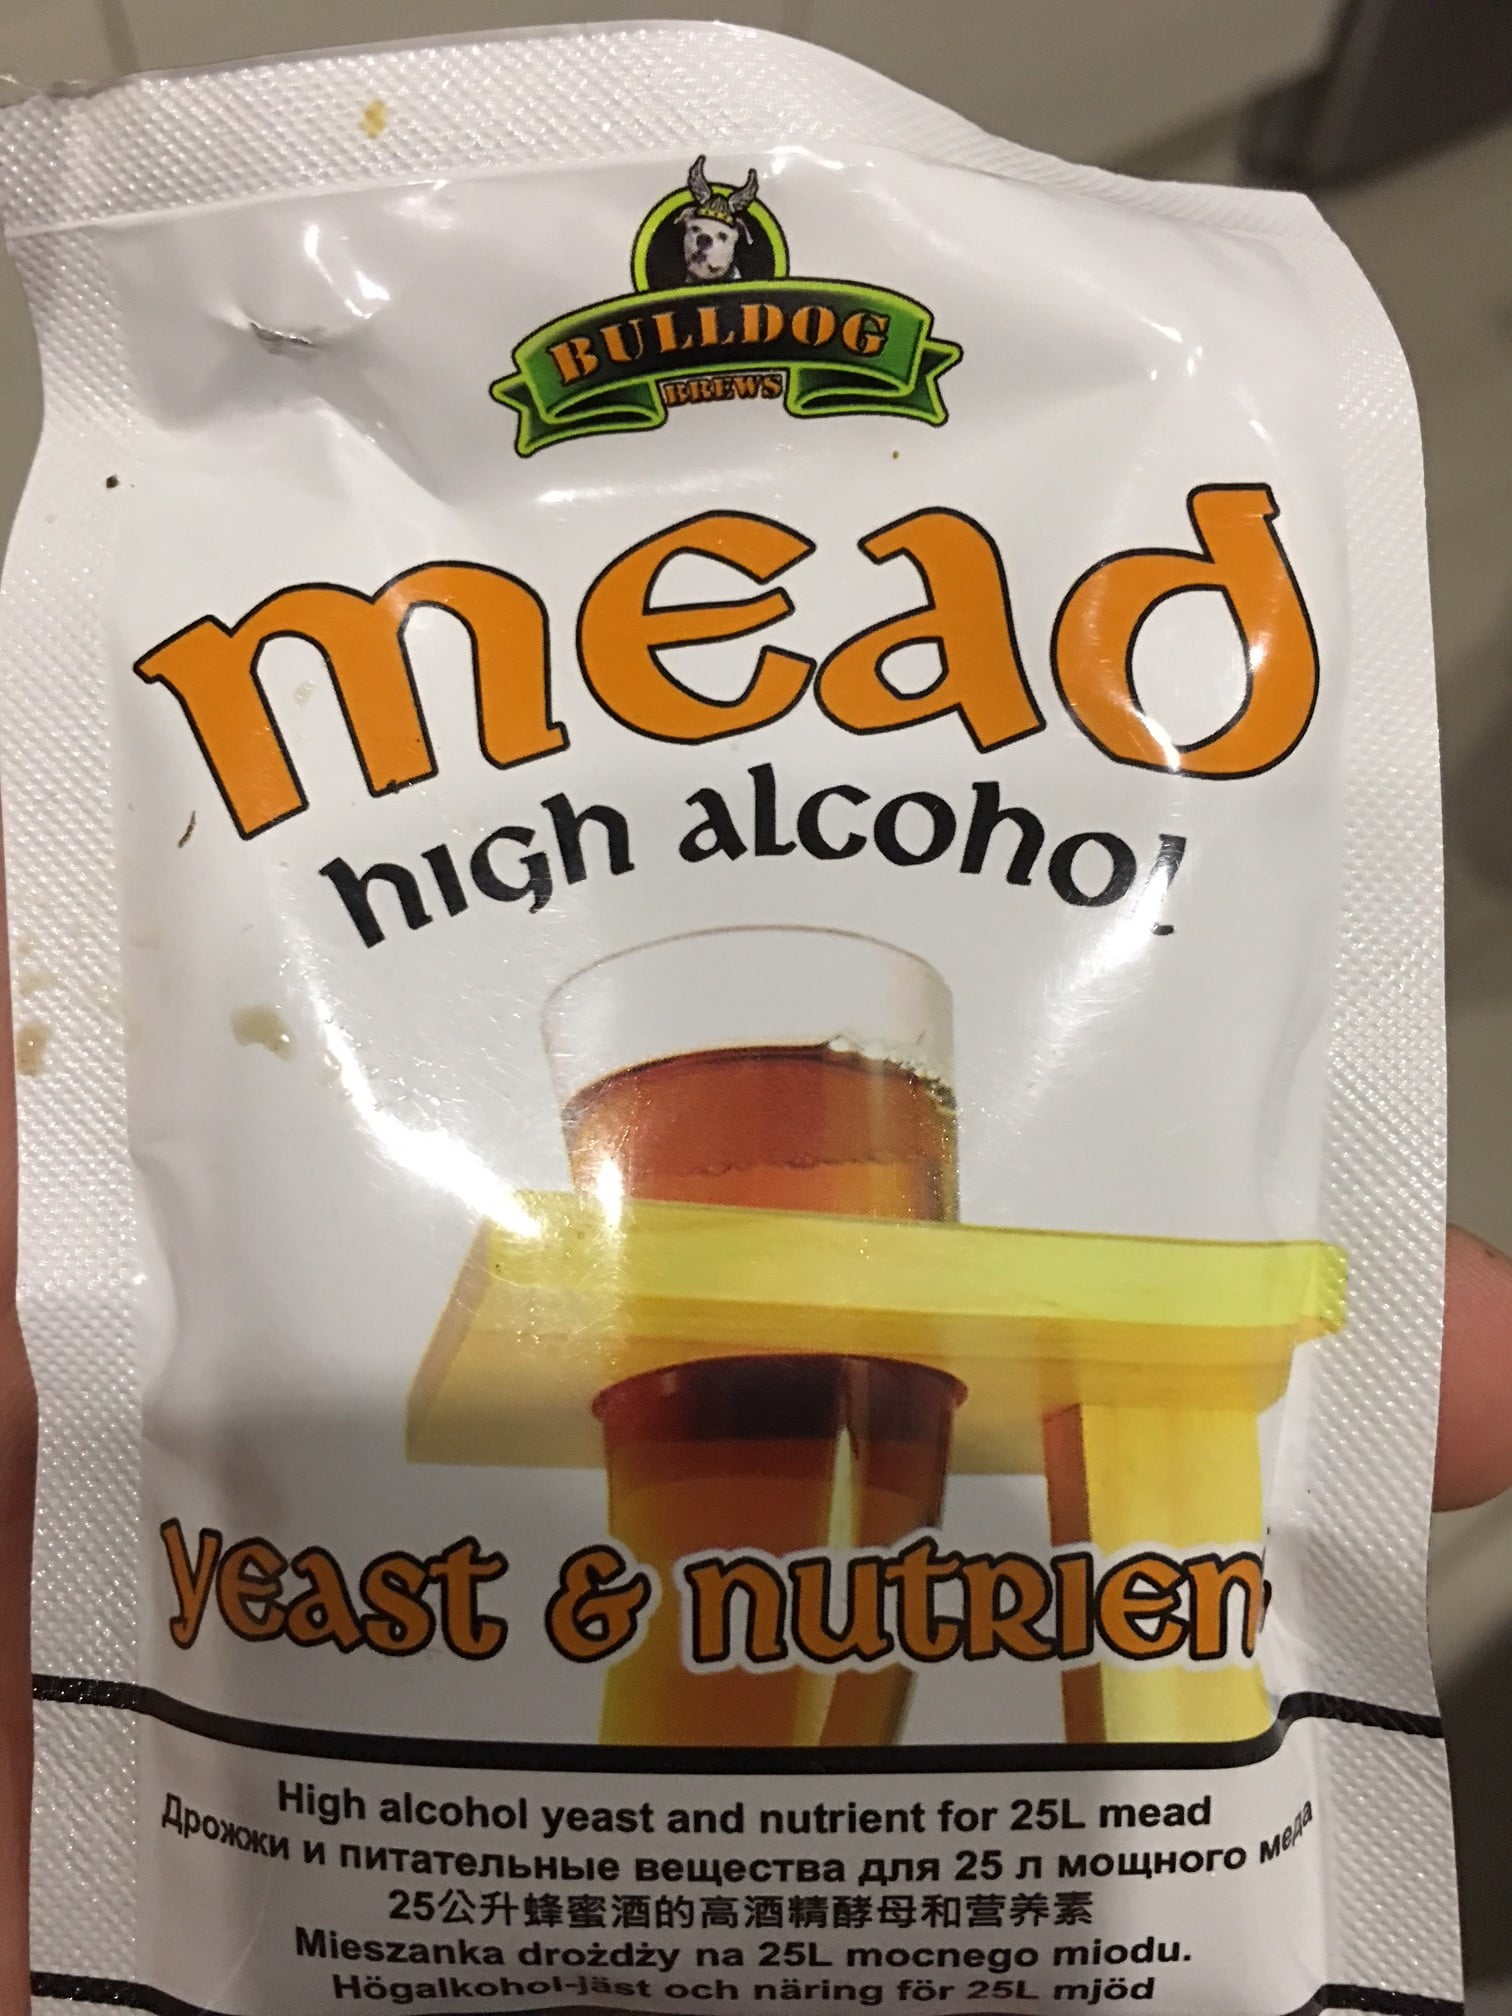 BULLDOG
BREWS
mead
high alcohol
yeast & nutrien
High alcohol yeast and nutrient for 25L mead
Дрожжи и питательные вещества для 25 л мощного меда
25公升蜂蜜酒的高酒精酵母和营养素
Mieszanka drożdży na 25L mocnego miodu.
Högalkohol-jäst och näring för 25L mjöd